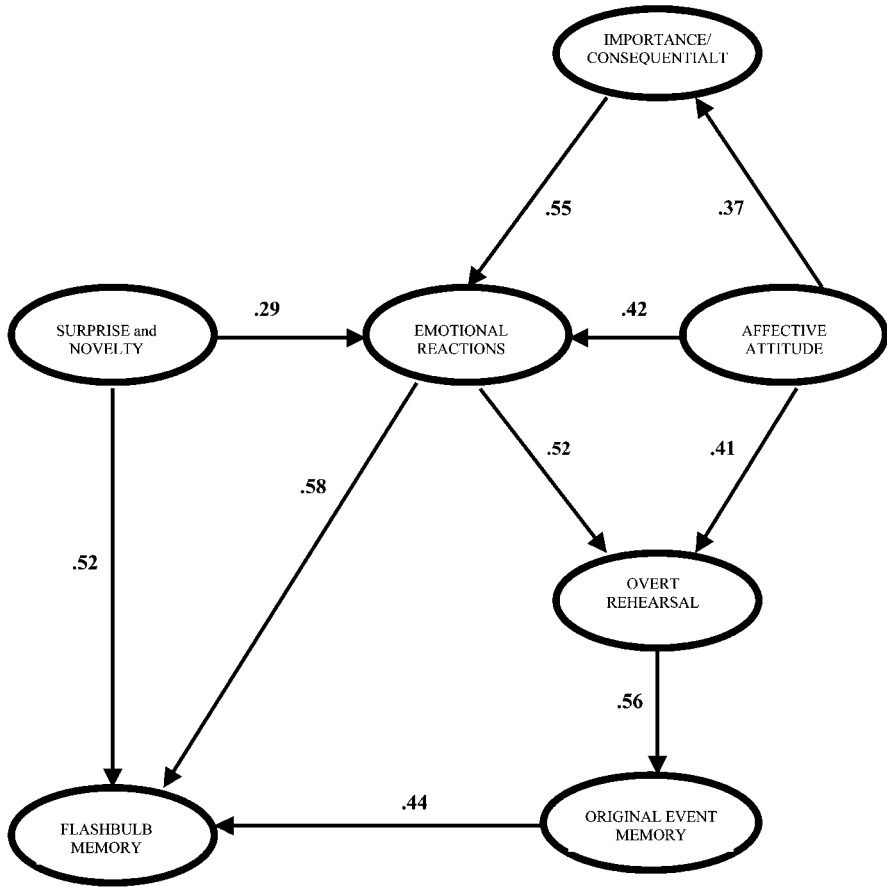 IMPORTANCE/
CONSEQUENTIALT
.55
.37
SURPRISE and
NOVELTY
.29
EMOTIONAL
REACTIONS
.42
AFFECTIVE
ATTITUDE
.52
.58
.52
.41
OVERT
REHEARSAL
.56
FLASHBULB
MEMORY
.44
ORIGINAL EVENT
MEMORY